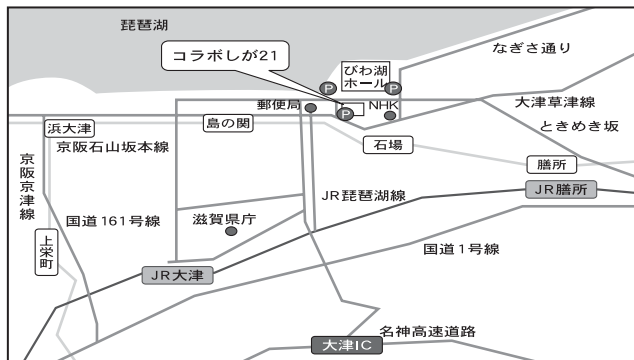 琵琶湖
コラボしが21
P
びわ湖
ホール
P
なぎさ通り
郵便局
P
NHK
大津草津線
浜大津
島の関
ときめき坂
京阪石山坂本線
石場
膳所
京阪京津線
JR琵琶湖線
JR膳所
国道161号線
滋賀県庁
上栄町
国道1号線
JR大津
名神高速道路
大津IC